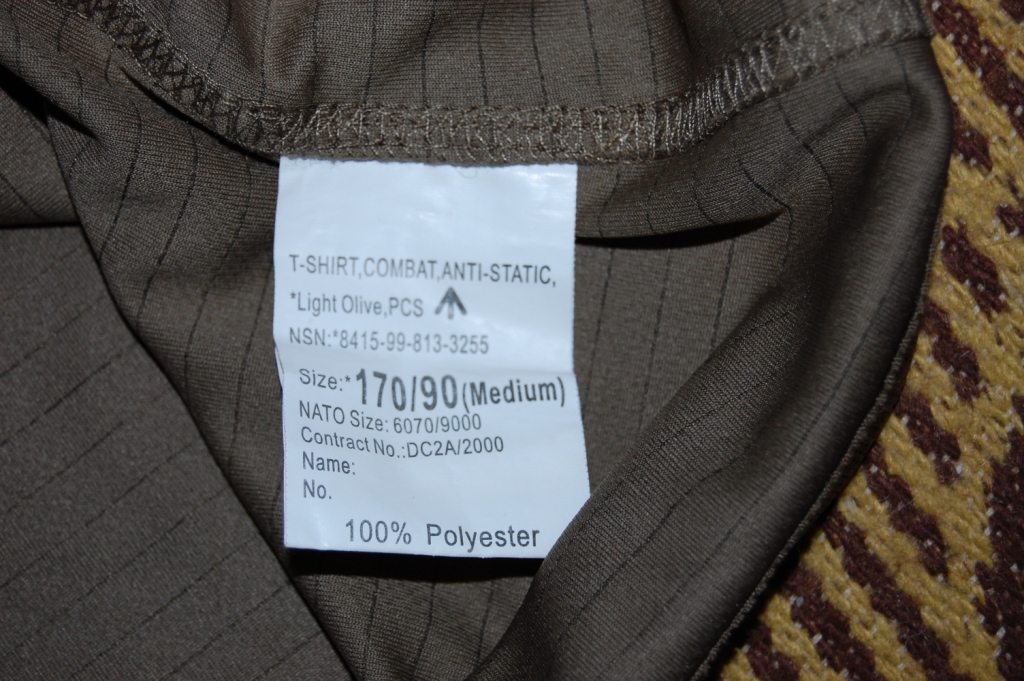 T-SHIRT,COMBAT,ANTI-STATIC,
*Light Olive,PCS
NSN:*8415-99-813-3255
Size:*170/90(Medium)
NATO Size: 6070/9000
Contract No.:DC2A/2000
Name:
No.
100% Polyester